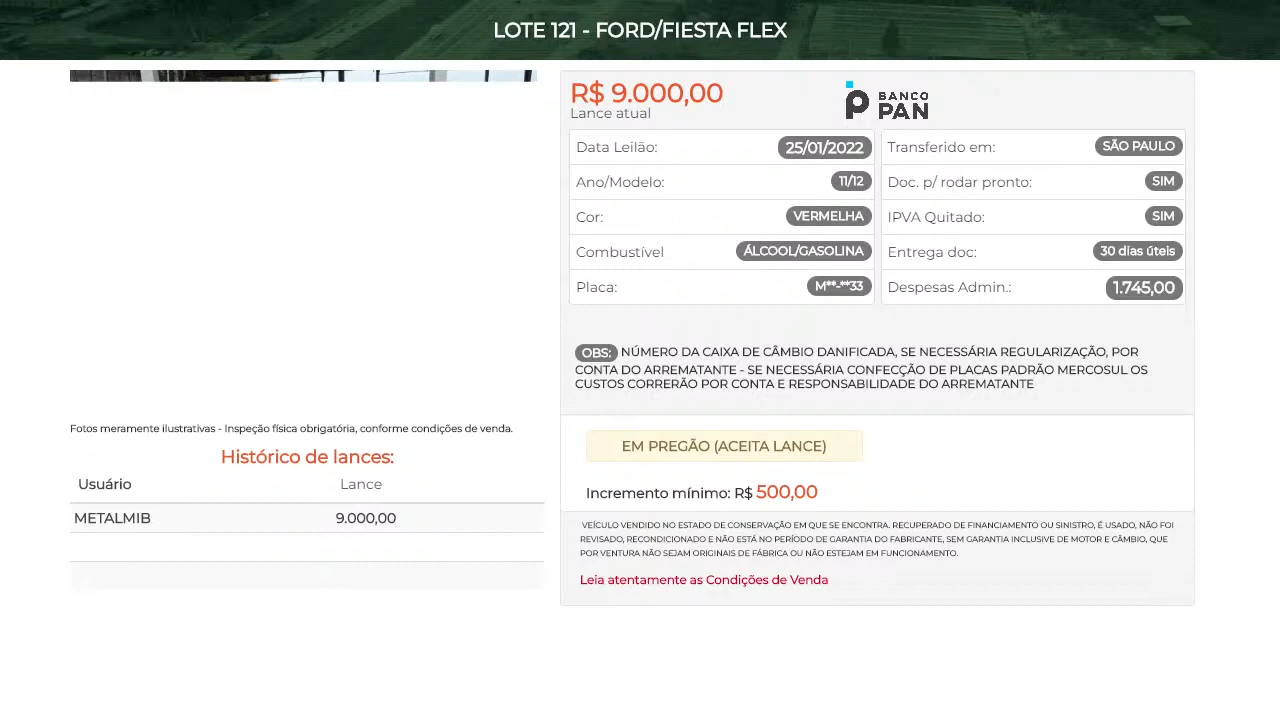 LOTE 121 - FORD/FIESTA FLEX
R$ 9.000,00
Lance atual
BANCO
PAN
Data Leilão: 25/01/2022
Ano/Modelo: 11/12
Cor: VERMELHA
Combustível ÁLCOOL/GASOLINA
Placa: M**-**33
Transferido em: SÃO PAULO
Doc. p/ rodar pronto: SIM
IPVA Quitado: SIM
Entrega doc: 30 dias úteis
Despesas Admin.: 1.745,00
OBS: NÚMERO DA CAIXA DE CÂMBIO DANIFICADA, SE NECESSÁRIA REGULARIZAÇÃO, POR
CONTA DO ARREMATANTE - SE NECESSÁRIA CONFECÇÃO DE PLACAS PADRÃO MERCOSUL OS
CUSTOS CORRERÃO POR CONTA E RESPONSABILIDADE DO ARREMATANTE
Fotos meramente ilustrativas - Inspeção física obrigatória, conforme condições de venda.
Histórico de lances:
Usuário Lance
METALMIB 9.000,00
EM PREGÃO (ACEITA LANCE)
Incremento mínimo: R$ 500,00
VEÍCULO VENDIDO NO ESTADO DE CONSERVAÇÃO EM QUE SE ENCONTRA. RECUPERADO DE FINANCIAMENTO OU SINISTRO, É USADO, NÃO FOI
REVISADO, RECONDICIONADO E NÃO ESTÁ NO PERÍODO DE GARANTIA DO FABRICANTE, SEM GARANTIA INCLUSIVE DE MOTOR E CÂMBIO, QUE
POR VENTURA NÃO SEJAM ORIGINAIS DE FÁBRICA OU NÃO ESTEJAM EM FUNCIONAMENTO.
Leia atentamente as Condições de Venda